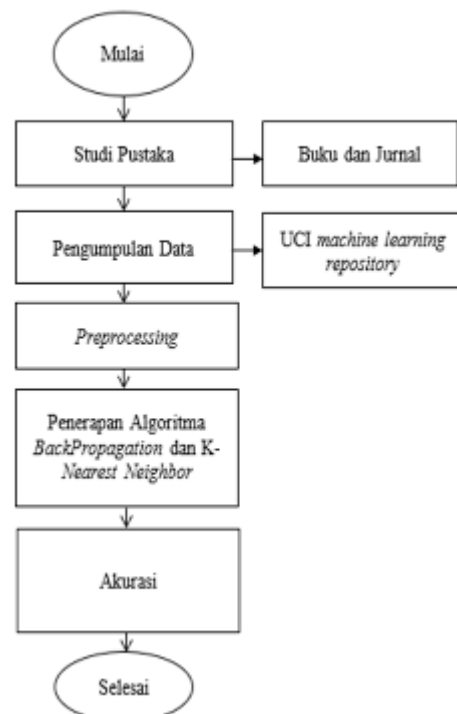 Mulai
Studi Pustaka
Buku dan Jurnal
Pengumpulan Data
UCI machine learning
repository
Preprocessing
Penerapan Algoritma
BackPropagation dan K-
Nearest Neighbor
Akurasi
Selesai